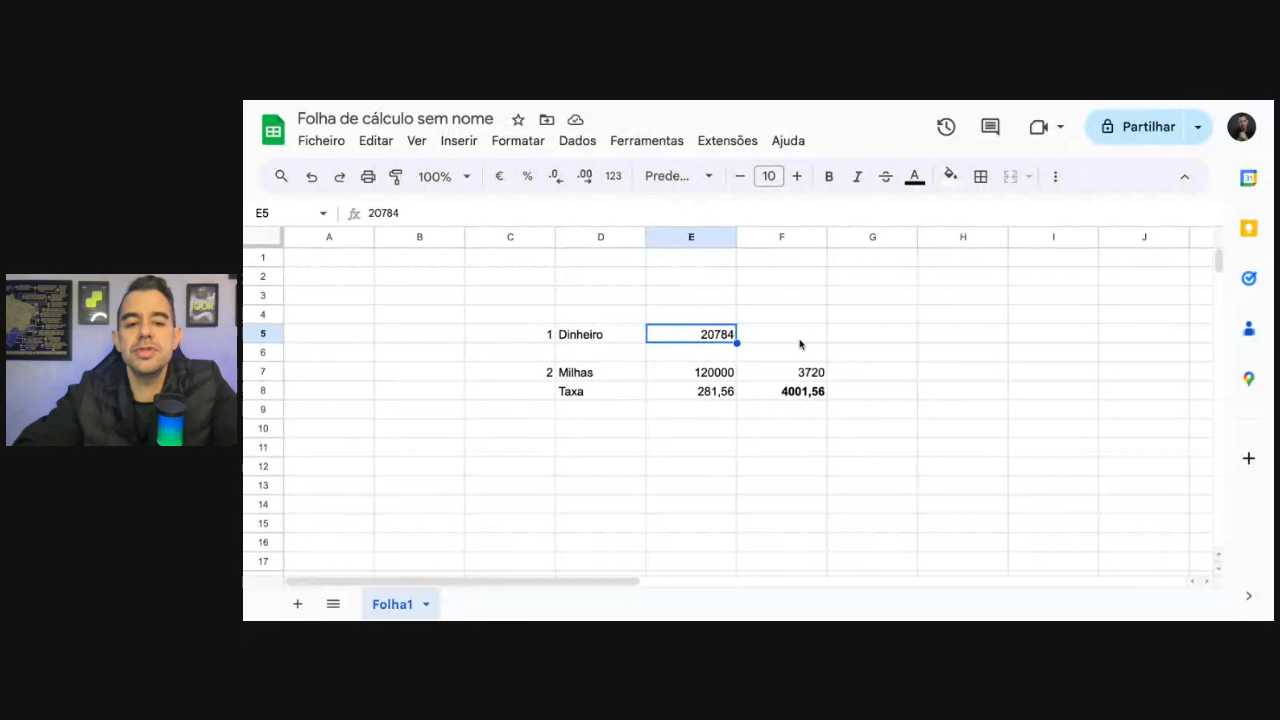 Folha de cálculo sem nome
Partilhar
Ficheiro Editar Ver Inserir Formatar Dados Ferramentas Extensões Ajuda
100% € % .0 .00 123 Prede... 10 B I S A
31
E5 fx 20784
A B C D E F G H I J
1
2
3
4
5 1 Dinheiro 20784
6
7 2 Milhas 120000 3720
8 Taxa 281,56 4001,56
9
10
11
12
13
14
15
16
17
Folha1